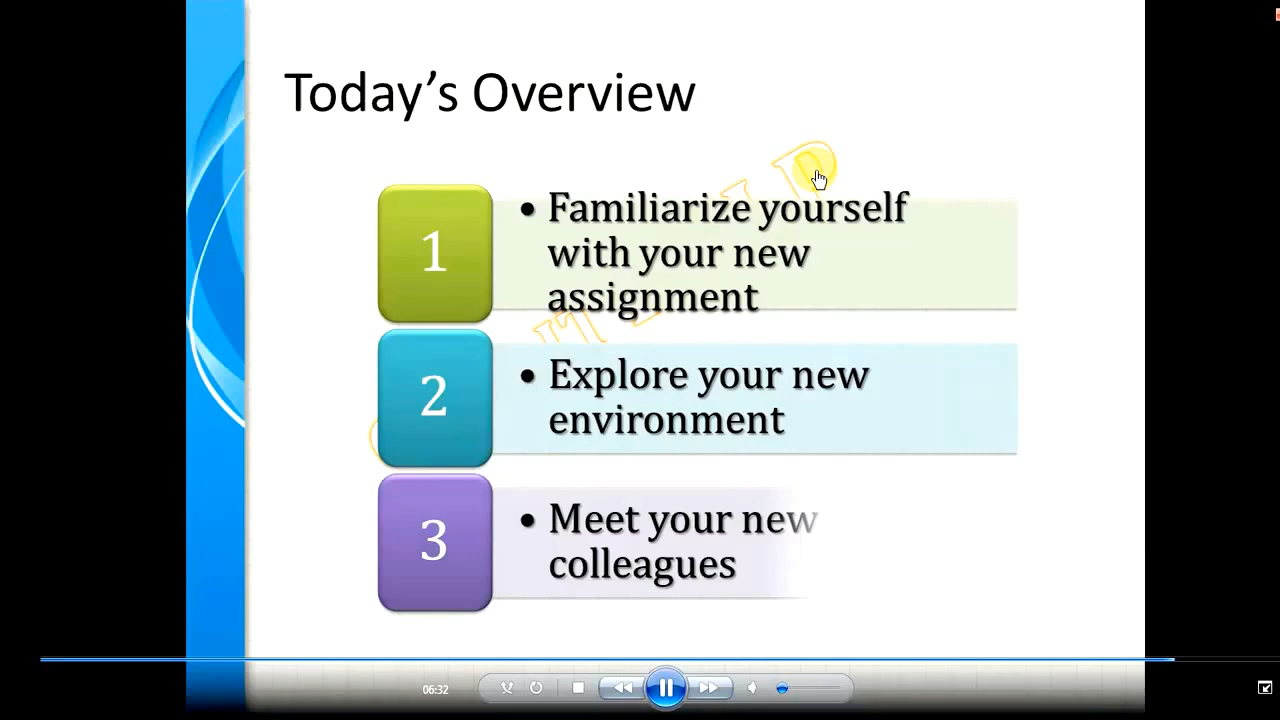 Today's Overview
1
• Familiarize yourself
with your new
assignment
2
• Explore your new
environment
3
• Meet your new
colleagues
06:32